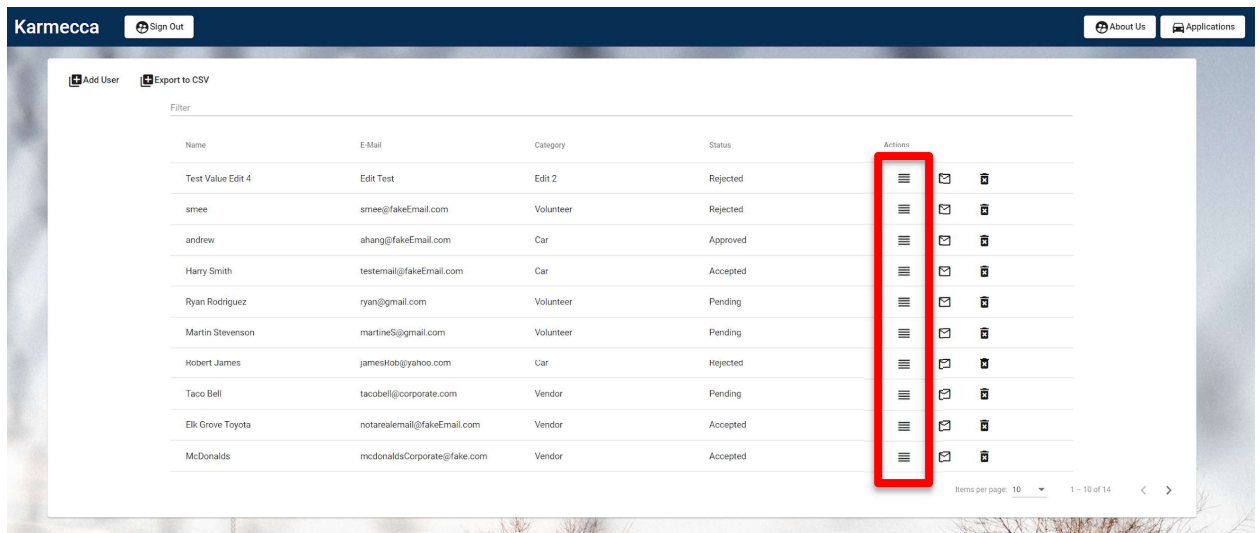 Karmecca Sign Out About Us Applications
Add User Export to CSV
Filter
Name E-Mail Category Status Actions
Test Value Edit 4 Edit Test Edit 2 Rejected
smee smee@fakeEmail.com Volunteer Rejected
andrew ahang@fakeEmail.com Car Approved
Harry Smith testemail@fakeEmail.com Car Accepted
Ryan Rodriguez ryan@gmail.com Volunteer Pending
Martin Stevenson martineS@gmail.com Volunteer Pending
Robert James jamesRob@yahoo.com Car Rejected
Taco Bell tacobell@corporate.com Vendor Pending
Elk Grove Toyota notarealemail@fakeEmail.com Vendor Accepted
McDonalds mcdonaldsCorporate@fake.com Vendor Accepted
Items per page: 10 1 – 10 of 14